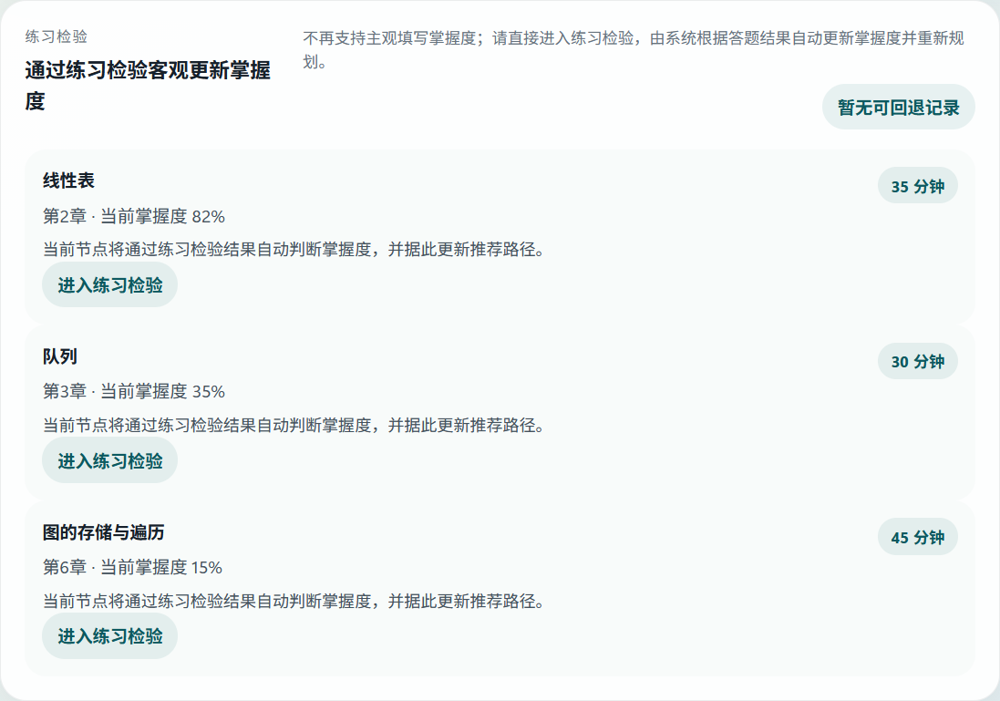 练习检验
通过练习检验客观更新掌握
度
不再支持主观填写掌握度；请直接进入练习检验，由系统根据答题结果自动更新掌握度并重新规
划。
暂无可回退记录
线性表
35 分钟
第2章 · 当前掌握度 82%
当前节点将通过练习检验结果自动判断掌握度，并据此更新推荐路径。
进入练习检验
队列
30 分钟
第3章 · 当前掌握度 35%
当前节点将通过练习检验结果自动判断掌握度，并据此更新推荐路径。
进入练习检验
图的存储与遍历
45 分钟
第6章 · 当前掌握度 15%
当前节点将通过练习检验结果自动判断掌握度，并据此更新推荐路径。
进入练习检验